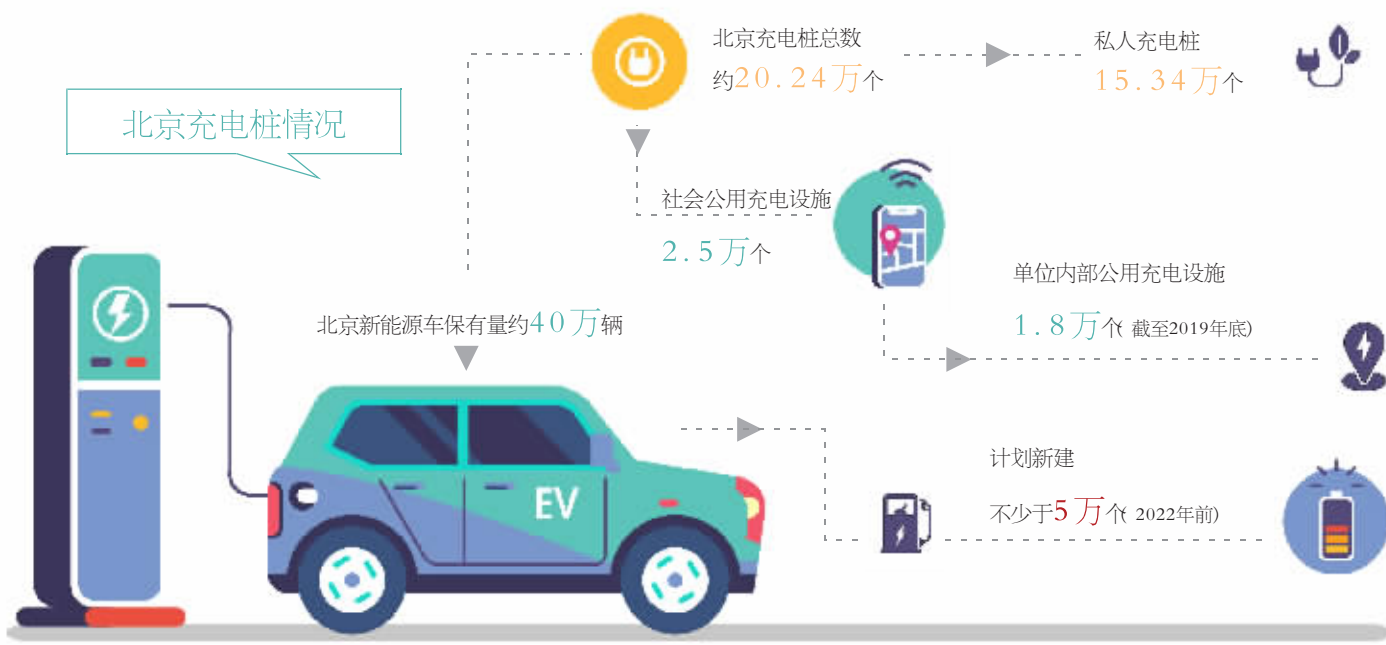 北京充电桩总数
约20.24万个
私人充电桩
15.34万个
北京充电桩情况
社会公用充电设施
2.5万个
单位内部公用充电设施
1.8万个( 截至2019年底)
北京新能源车保有量约40万辆
计划新建
不少于5万个( 2022年前)
EV